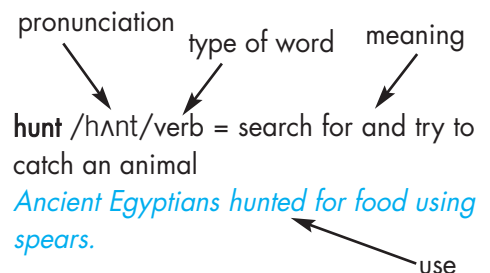 pronunciation
type of word
meaning
hunt /hʌnt/verb = search for and try to
catch an animal
Ancient Egyptians hunted for food using
spears.
use